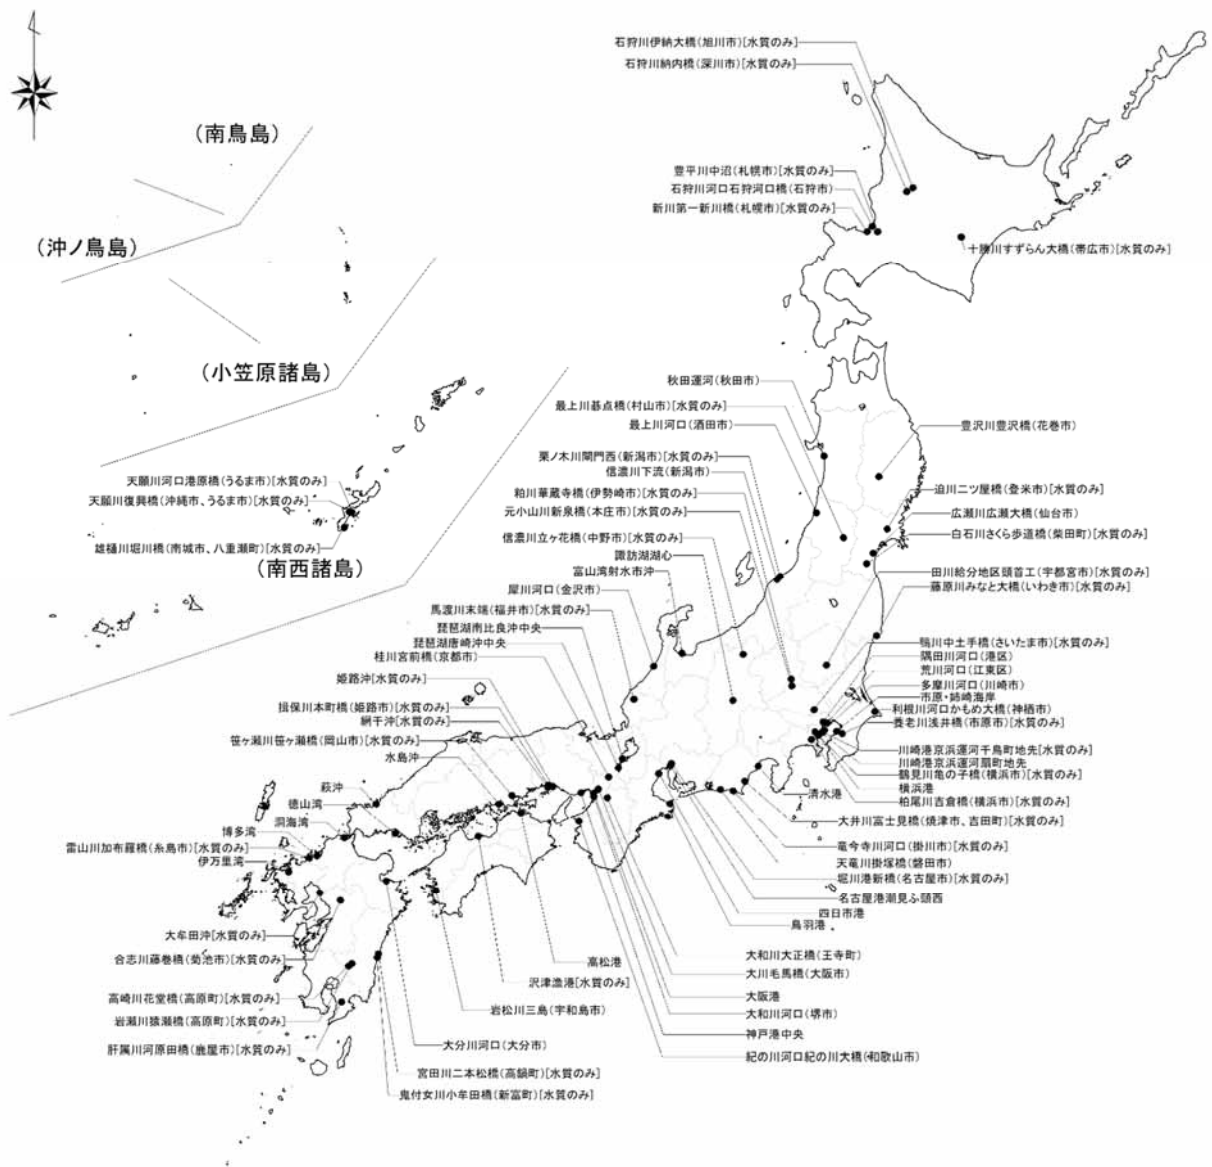 石狩川伊納大橋(旭川市)[水質のみ]
石狩川納内橋(深川市)[水質のみ]
(南鳥島)
豊平川中沼(札幌市)[水質のみ]
石狩川河口石狩河口橋(石狩市)
新川第一新川橋(札幌市)[水質のみ]
(沖ノ鳥島)
十勝川すずらん大橋(帯広市)[水質のみ]
(小笠原諸島)
秋田運河(秋田市)
最上川碁点橋(村山市)[水質のみ]
最上川河口(酒田市)
豊沢川豊沢橋(花巻市)
栗ノ木川閘門西(新潟市)[水質のみ]
信濃川下流(新潟市)
天願川河口港原橋(うるま市)[水質のみ]
天願川復興橋(沖縄市、うるま市)[水質のみ]
粕川華蔵寺橋(伊勢崎市)[水質のみ]
迫川二ツ屋橋(登米市)[水質のみ]
元小山川新泉橋(本庄市)[水質のみ]
広瀬川広瀬大橋(仙台市)
白石川さくら歩道橋(柴田町)[水質のみ]
信濃川立ヶ花橋(中野市)[水質のみ]
雄樋川堀川橋(南城市、八重瀬町)[水質のみ]
諏訪湖湖心
(南西諸島)
富山湾射水市沖
田川給分地区頭首工(宇都宮市)[水質のみ]
藤原川みなと大橋(いわき市)[水質のみ]
犀川河口(金沢市)
馬渡川末端(福井市)[水質のみ]
琵琶湖南比良沖中央
琵琶湖唐崎沖中央
桂川宮前橋(京都市)
鴨川中土手橋(さいたま市)[水質のみ]
隅田川河口(港区)
荒川河口(江東区)
姫路沖[水質のみ]
多摩川河口(川崎市)
市原・姉崎海岸
揖保川本町橋(姫路市)[水質のみ]
利根川河口かもめ大橋(神栖市)
網干沖[水質のみ]
養老川浅井橋(市原市)[水質のみ]
笹ヶ瀬川笹ヶ瀬橋(岡山市)[水質のみ]
水島沖
川崎港京浜運河千鳥町地先[水質のみ]
川崎港京浜運河扇町地先
鶴見川亀の子橋(横浜市)[水質のみ]
萩沖
横浜港
清水港
徳山湾
柏尾川吉倉橋(横浜市)[水質のみ]
洞海湾
大井川富士見橋(焼津市、吉田町)[水質のみ]
博多湾
雷山川加布羅橋(糸島市)[水質のみ]
竜今寺川河口(掛川市)[水質のみ]
伊万里湾
天竜川掛塚橋(磐田市)
堀川港新橋(名古屋市)[水質のみ]
名古屋港潮見ふ頭西
四日市港
鳥羽港
大牟田沖[水質のみ]
合志川藤巻橋(菊池市)[水質のみ]
高松港
大和川大正橋(王寺町)
大川毛馬橋(大阪市)
沢津漁港[水質のみ]
高崎川花堂橋(高原町)[水質のみ]
大阪港
岩松川三島(宇和島市)
大和川河口(堺市)
岩瀬川猿瀬橋(高原町)[水質のみ]
神戸港中央
大分川河口(大分市)
肝属川河原田橋(鹿屋市)[水質のみ]
紀の川河口紀の川大橋(和歌山市)
宮田川二本松橋(高鍋町)[水質のみ]
鬼付女川小牟田橋(新富町)[水質のみ]